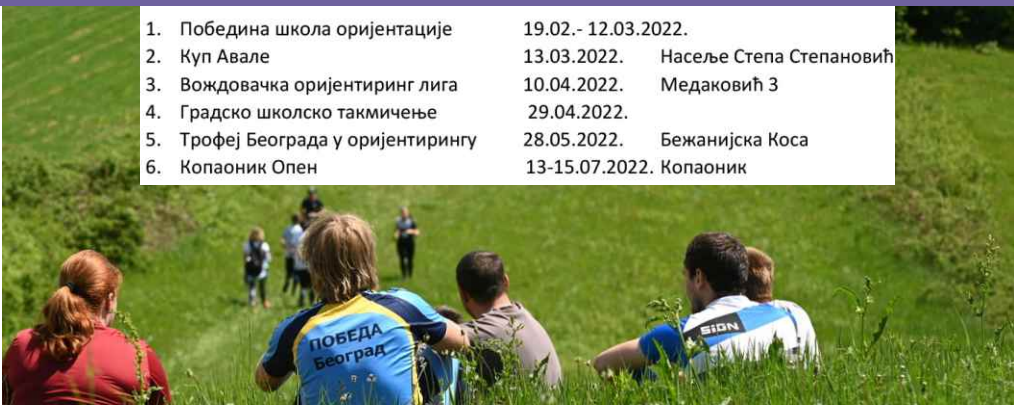 1. Победина школа оријентације 19.02.- 12.03.2022.
2. Куп Авале 13.03.2022. Насеље Степа Степановић
3. Вождовачка оријентиринг лига 10.04.2022. Медаковић 3
4. Градско школско такмичење 29.04.2022.
5. Трофеј Београда у оријентирингу 28.05.2022. Бежанијска Коса
6. Копаоник Опен 13-15.07.2022. Копаоник
ПОБЕДА
Београд
SIGN